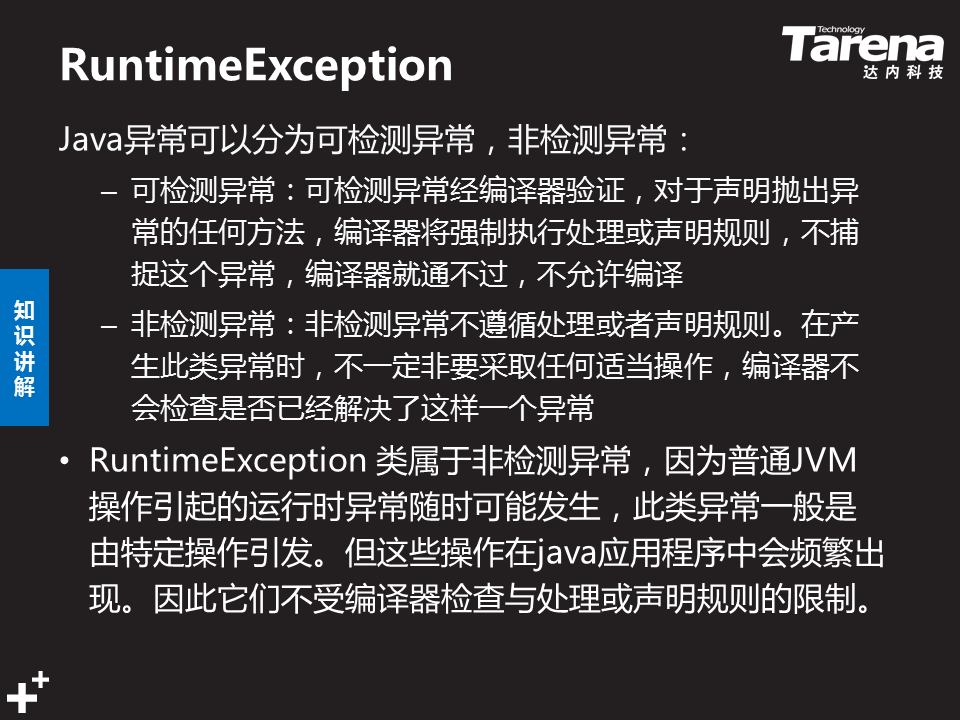 RuntimeException
Technology
Tarena
达内科技
Java异常可以分为可检测异常，非检测异常：
– 可检测异常：可检测异常经编译器验证，对于声明抛出异
常的任何方法，编译器将强制执行处理或声明规则，不捕
捉这个异常，编译器就通不过，不允许编译
– 非检测异常：非检测异常不遵循处理或者声明规则。在产
生此类异常时，不一定非要采取任何适当操作，编译器不
会检查是否已经解决了这样一个异常
• RuntimeException 类属于非检测异常，因为普通JVM
操作引起的运行时异常随时可能发生，此类异常一般是
由特定操作引发。但这些操作在java应用程序中会频繁出
现。因此它们不受编译器检查与处理或声明规则的限制。
知
识
讲
解